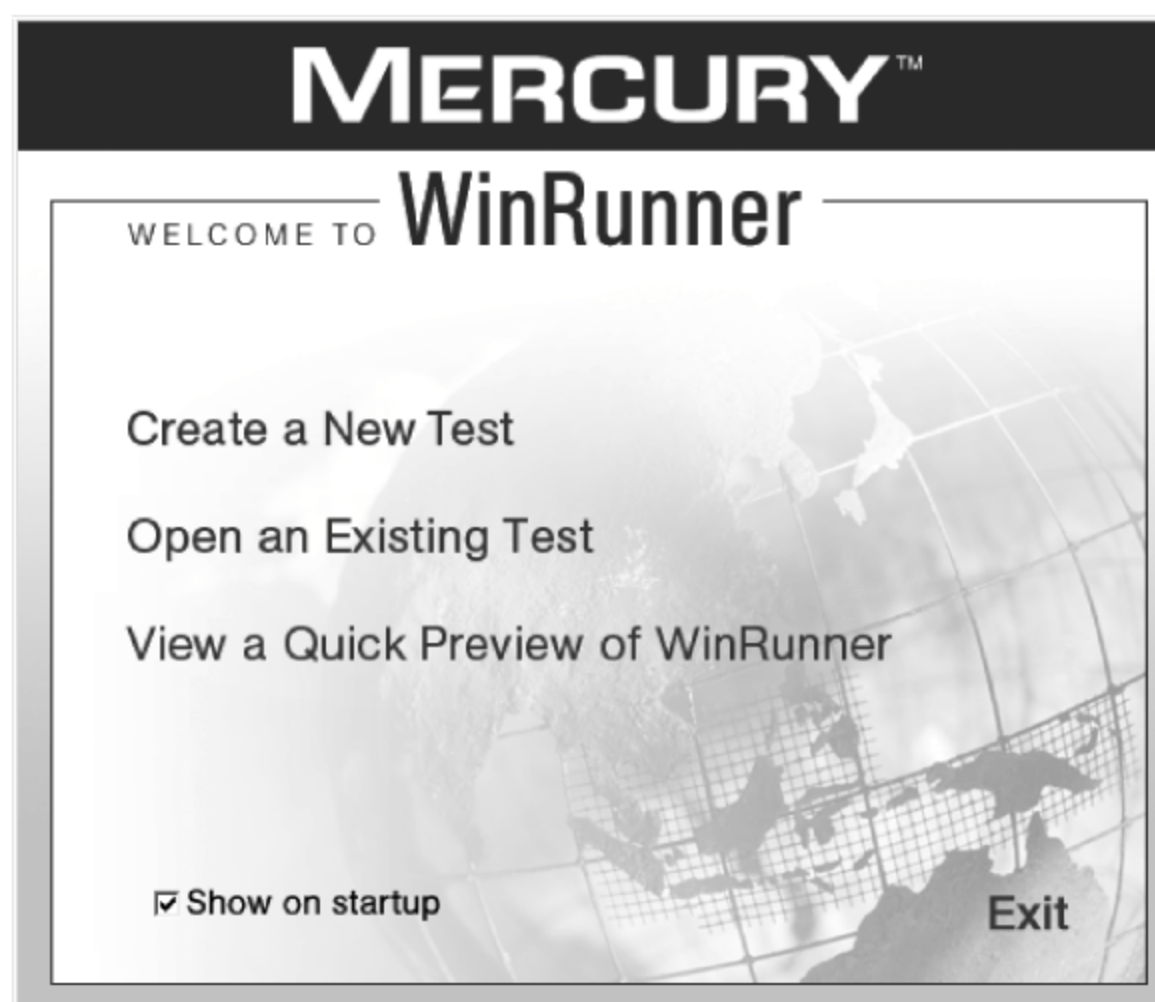 MERCURY™
WELCOME TO WinRunner
Create a New Test
Open an Existing Test
View a Quick Preview of WinRunner
Show on startup
Exit